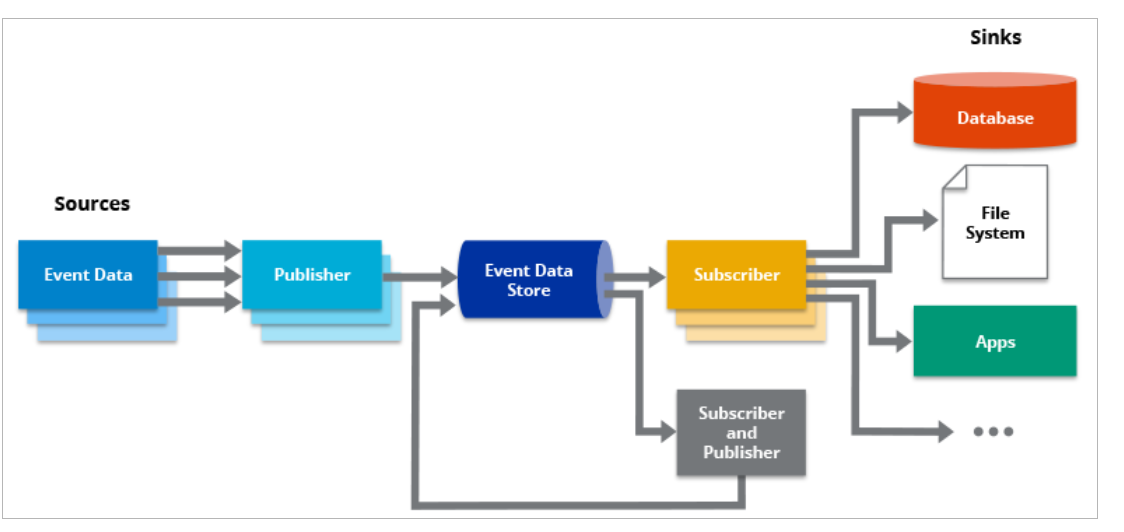 Sinks
Database
File
System
Sources
Event Data
Publisher
Event Data
Store
Subscriber
Apps
Subscriber
and
Publisher